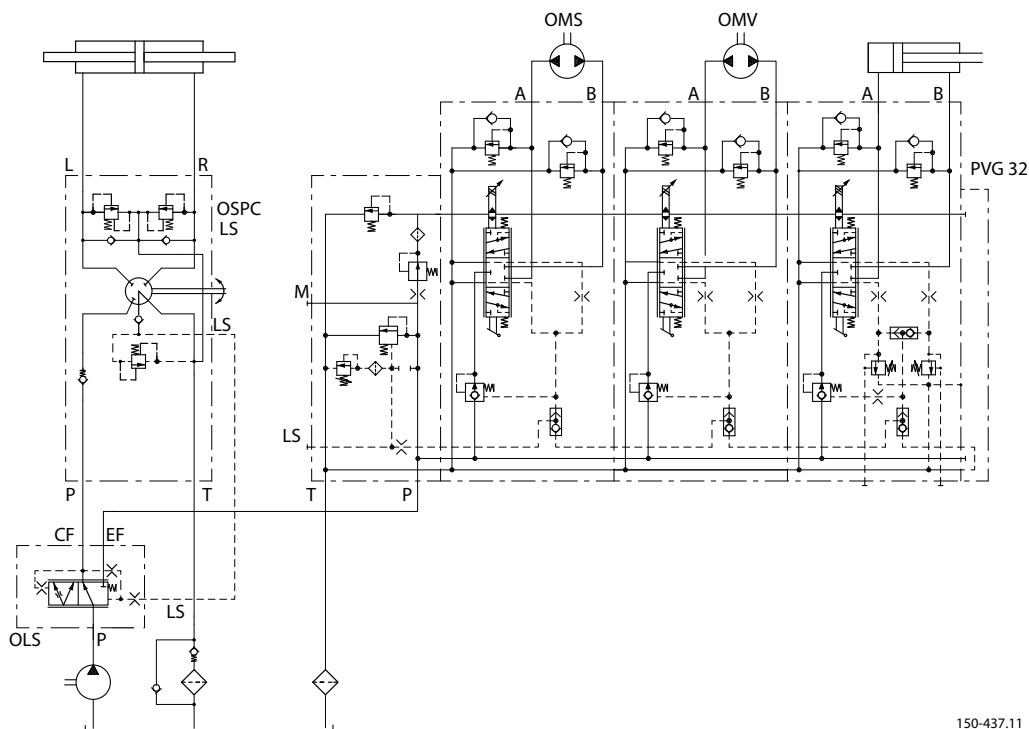 OMS
OMV
A
B
A
B
A
B
L
R
PVG 32
OSPC
LS
M
LS
LS
P
T
T
P
CF
EF
LS
OLS
P
150-437.11